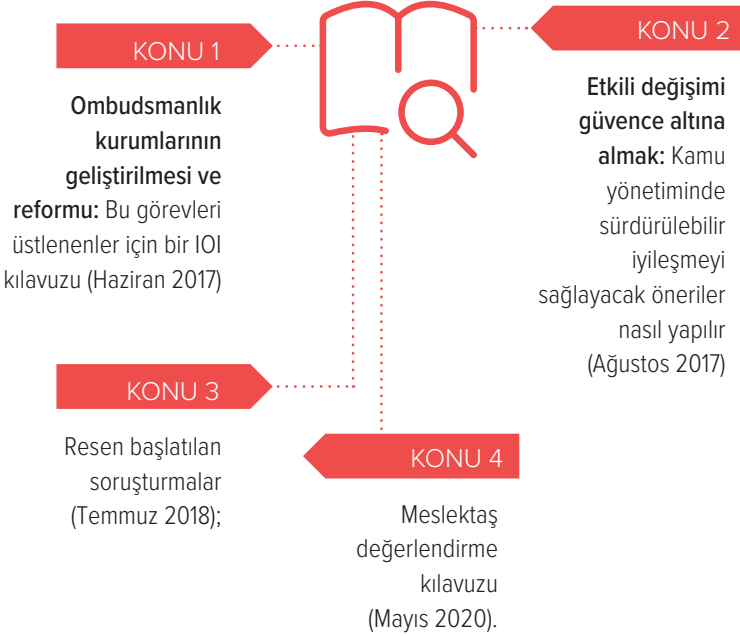 KONU 1
Ombudsmanlık
kurumlarının
geliştirilmesi ve
reformu: Bu görevleri
üstlenenler için bir IOI
kılavuzu (Haziran 2017)
KONU 2
Etkili değişimi
güvence altına
almak: Kamu
yönetiminde
sürdürülebilir
iyileşmeyi
sağlayacak öneriler
nasıl yapılır
(Ağustos 2017)
KONU 3
Resen başlatılan
soruşturmalar
(Temmuz 2018);
KONU 4
Meslektaş
değerlendirme
kılavuzu
(Mayıs 2020).